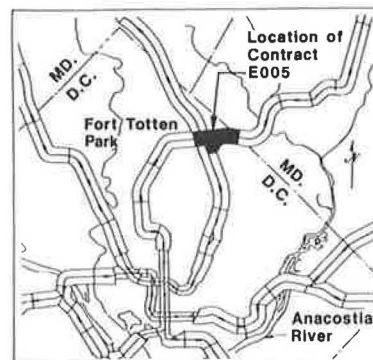 Location of
Contract
E005
MD.
D.C.
Fort Totten
Park
MD.
D.C.
N
Anacostia
River